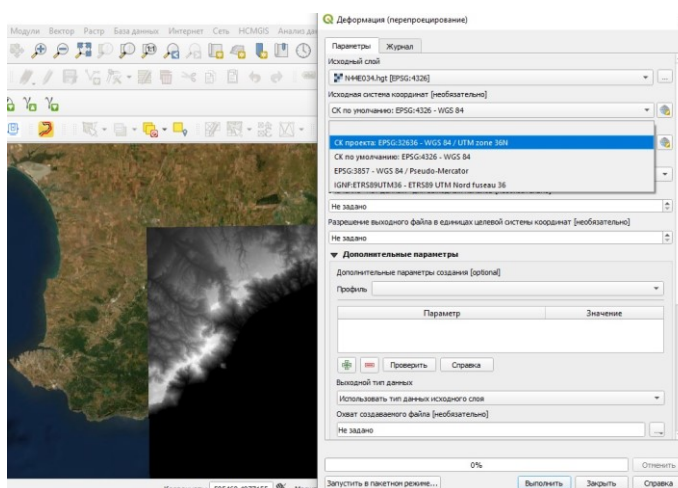 Модули Вектор Растр База данных Интернет Сеть HCMGIS Анализ да
Деформация (перепроецирование)
Параметры Журнал
Исходный слой
N44E034.hgt [EPSG:4326]
...
Исходная система координат [необязательно]
СК по умолчанию: EPSG:4326 - WGS 84
СК проекта: EPSG:32636 - WGS 84 / UTM zone 36N
СК по умолчанию: EPSG:4326 - WGS 84
EPSG:3857 - WGS 84 / Pseudo-Mercator
IGNF:ETRS89UTM36 - ETRS89 UTM Nord fuseau 36
Не задано
Разрешение выходного файла в единицах целевой системы координат [необязательно]
Не задано
Дополнительные параметры
Дополнительные параметры создания [optional]
Профиль
Параметр Значение
Проверить Справка
Выходной тип данных
Использовать тип данных исходного слоя
Охват создаваемого файла [необязательно]
Не задано
...
0% Отменить
Запустить в пакетном режиме... Выполнить Закрыть Справка